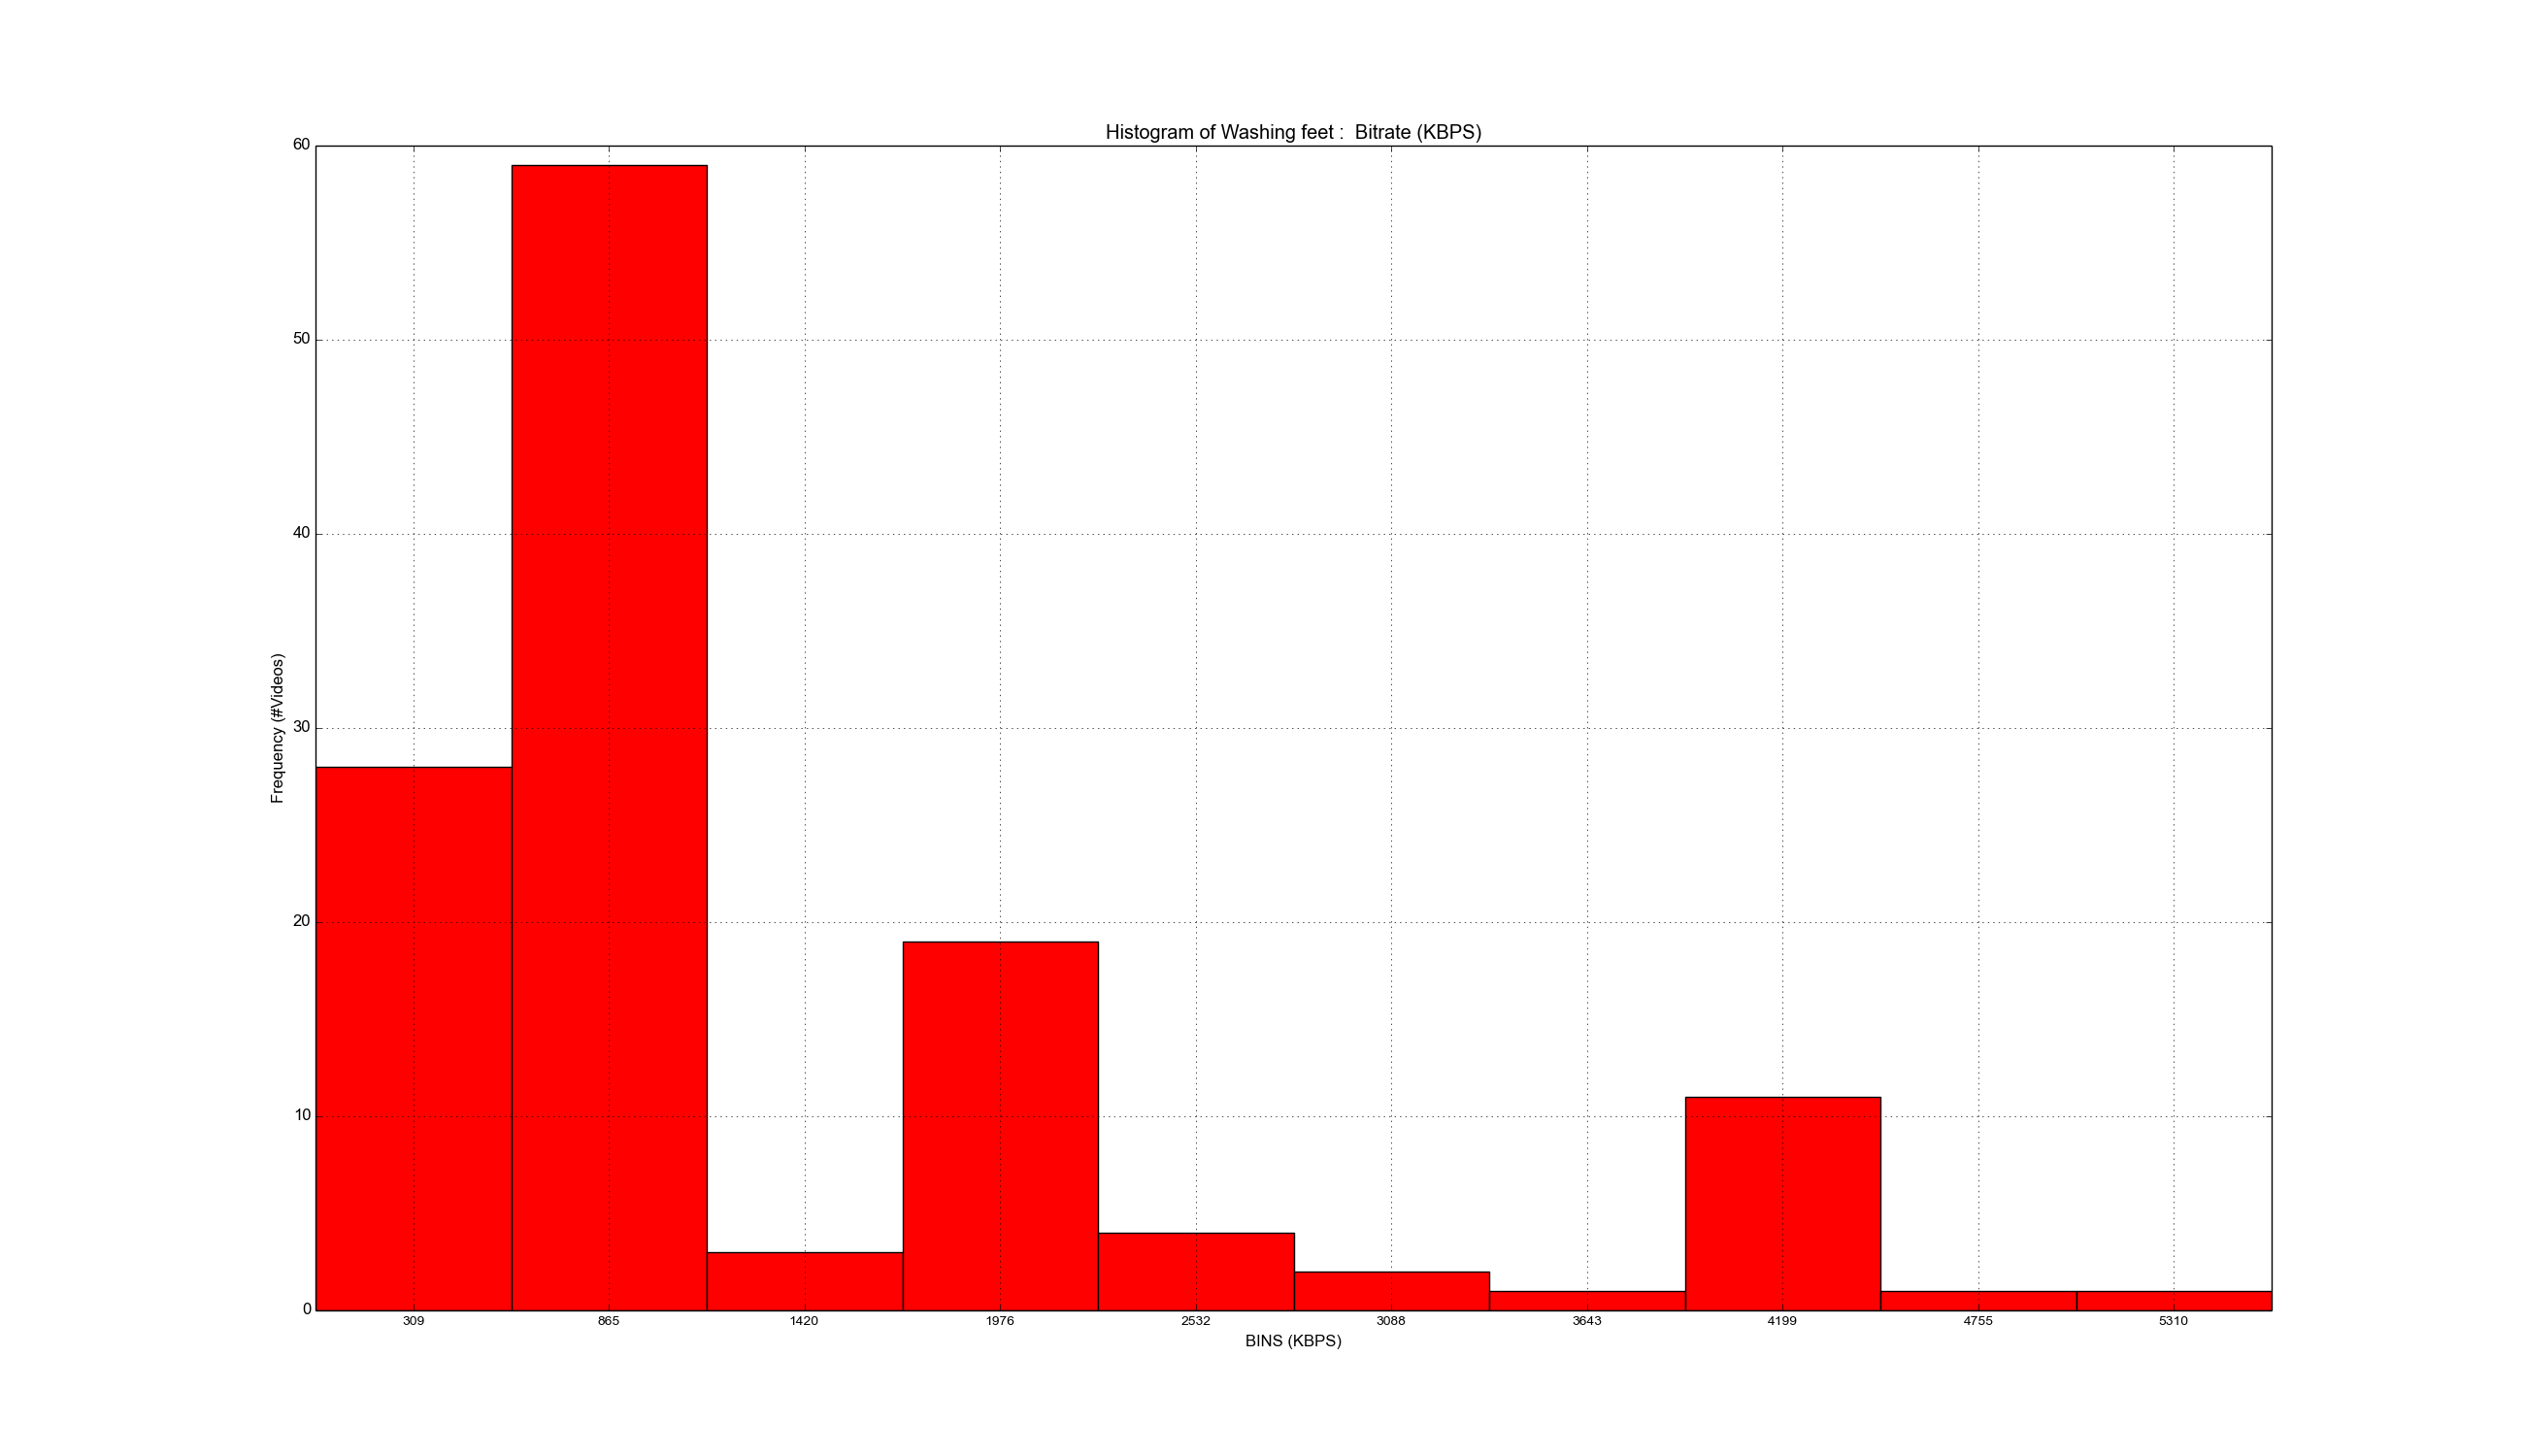 Histogram of Washing feet :  Bitrate (KBPS)
60
50
40
30
20
10
0
Frequency (#Videos)
309 865 1420 1976 2532 3088 3643 4199 4755 5310
BINS (KBPS)